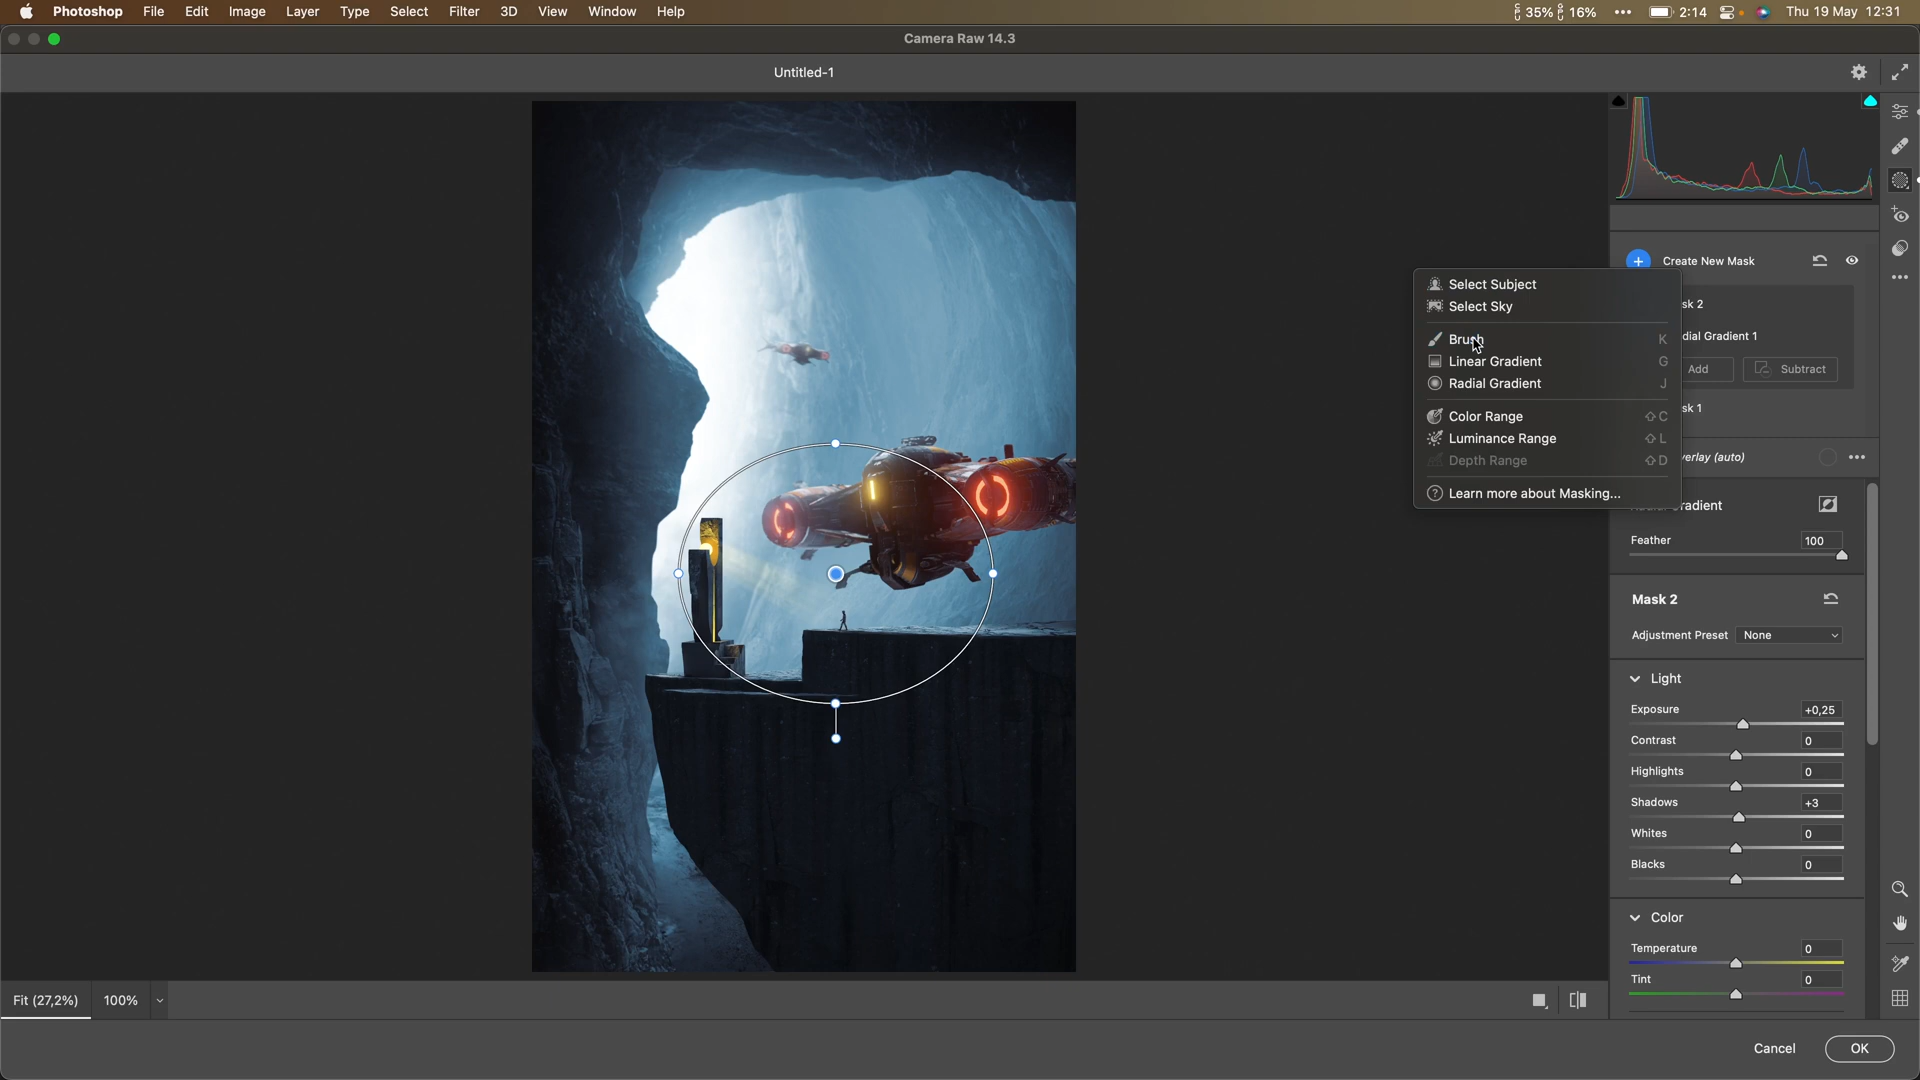 Photoshop File Edit Image Layer Type Select Filter 3D View Window Help
35% 16% 2:14 Thu 19 May 12:31
Camera Raw 14.3
Untitled-1
Create New Mask
Select Subject
Select Sky
Brush K
Linear Gradient G
Radial Gradient J
Color Range ⇧C
Luminance Range ⇧L
Depth Range ⇧D
? Learn more about Masking...
sk 2
dial Gradient 1
Add Subtract
sk 1
erlay (auto)
dient
Feather 100
Mask 2
Adjustment Preset None
Light
Exposure +0,25
Contrast 0
Highlights 0
Shadows +3
Whites 0
Blacks 0
Color
Temperature 0
Tint 0
Fit (27,2%) 100%
Cancel OK